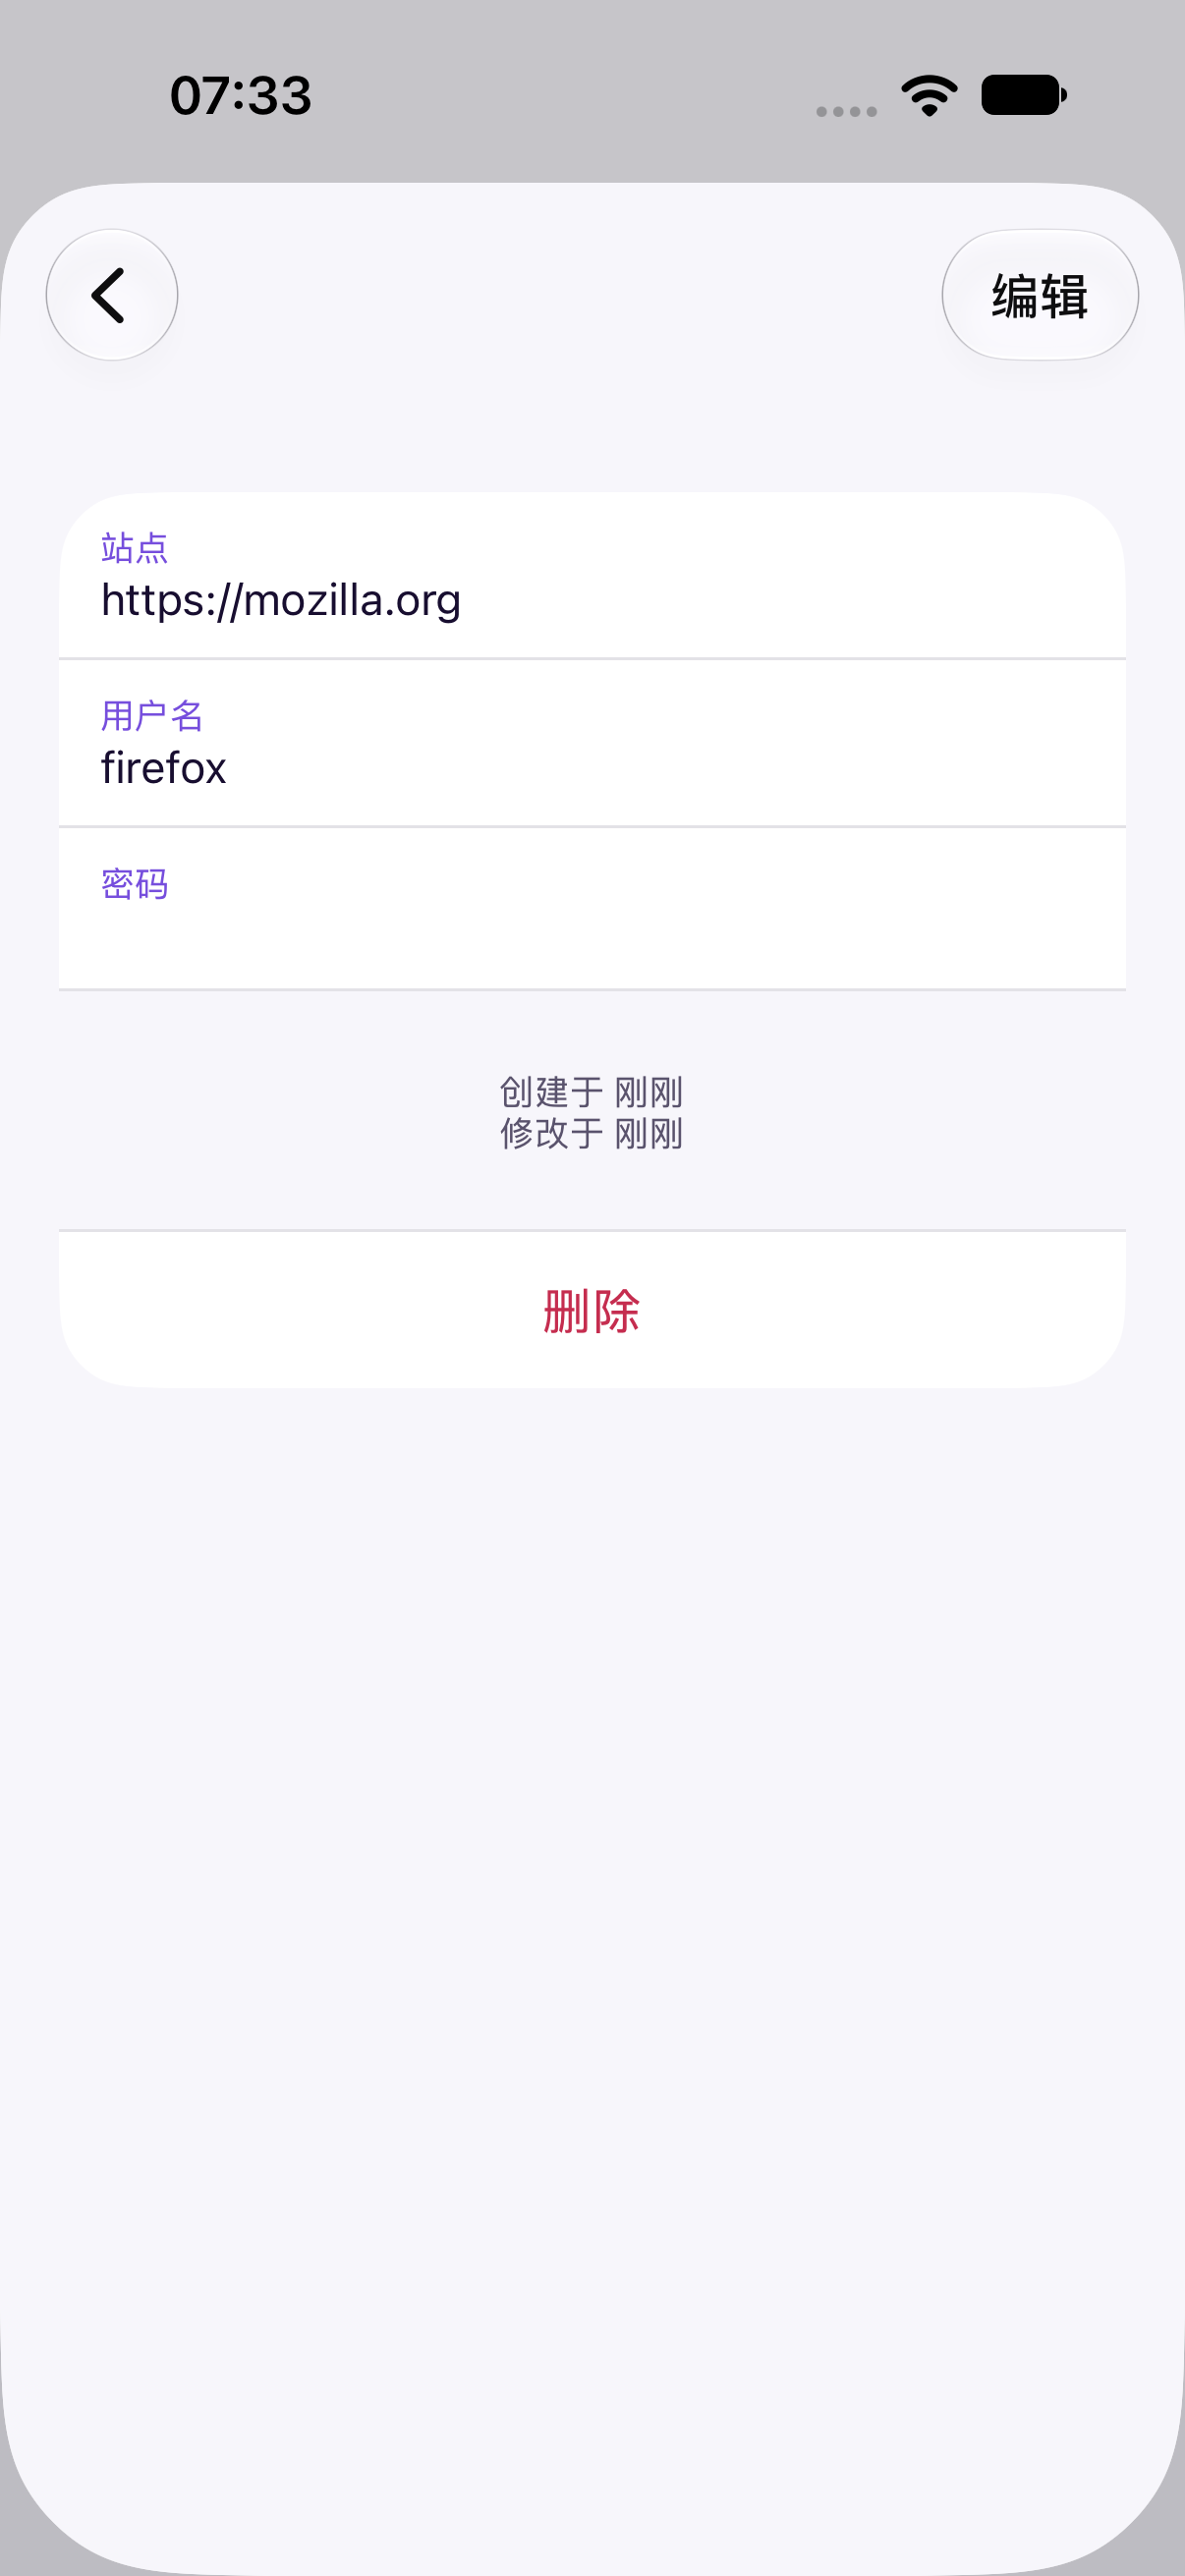 07:33
编辑
站点
https://mozilla.org
用户名
firefox
密码
创建于 刚刚
修改于 刚刚
删除